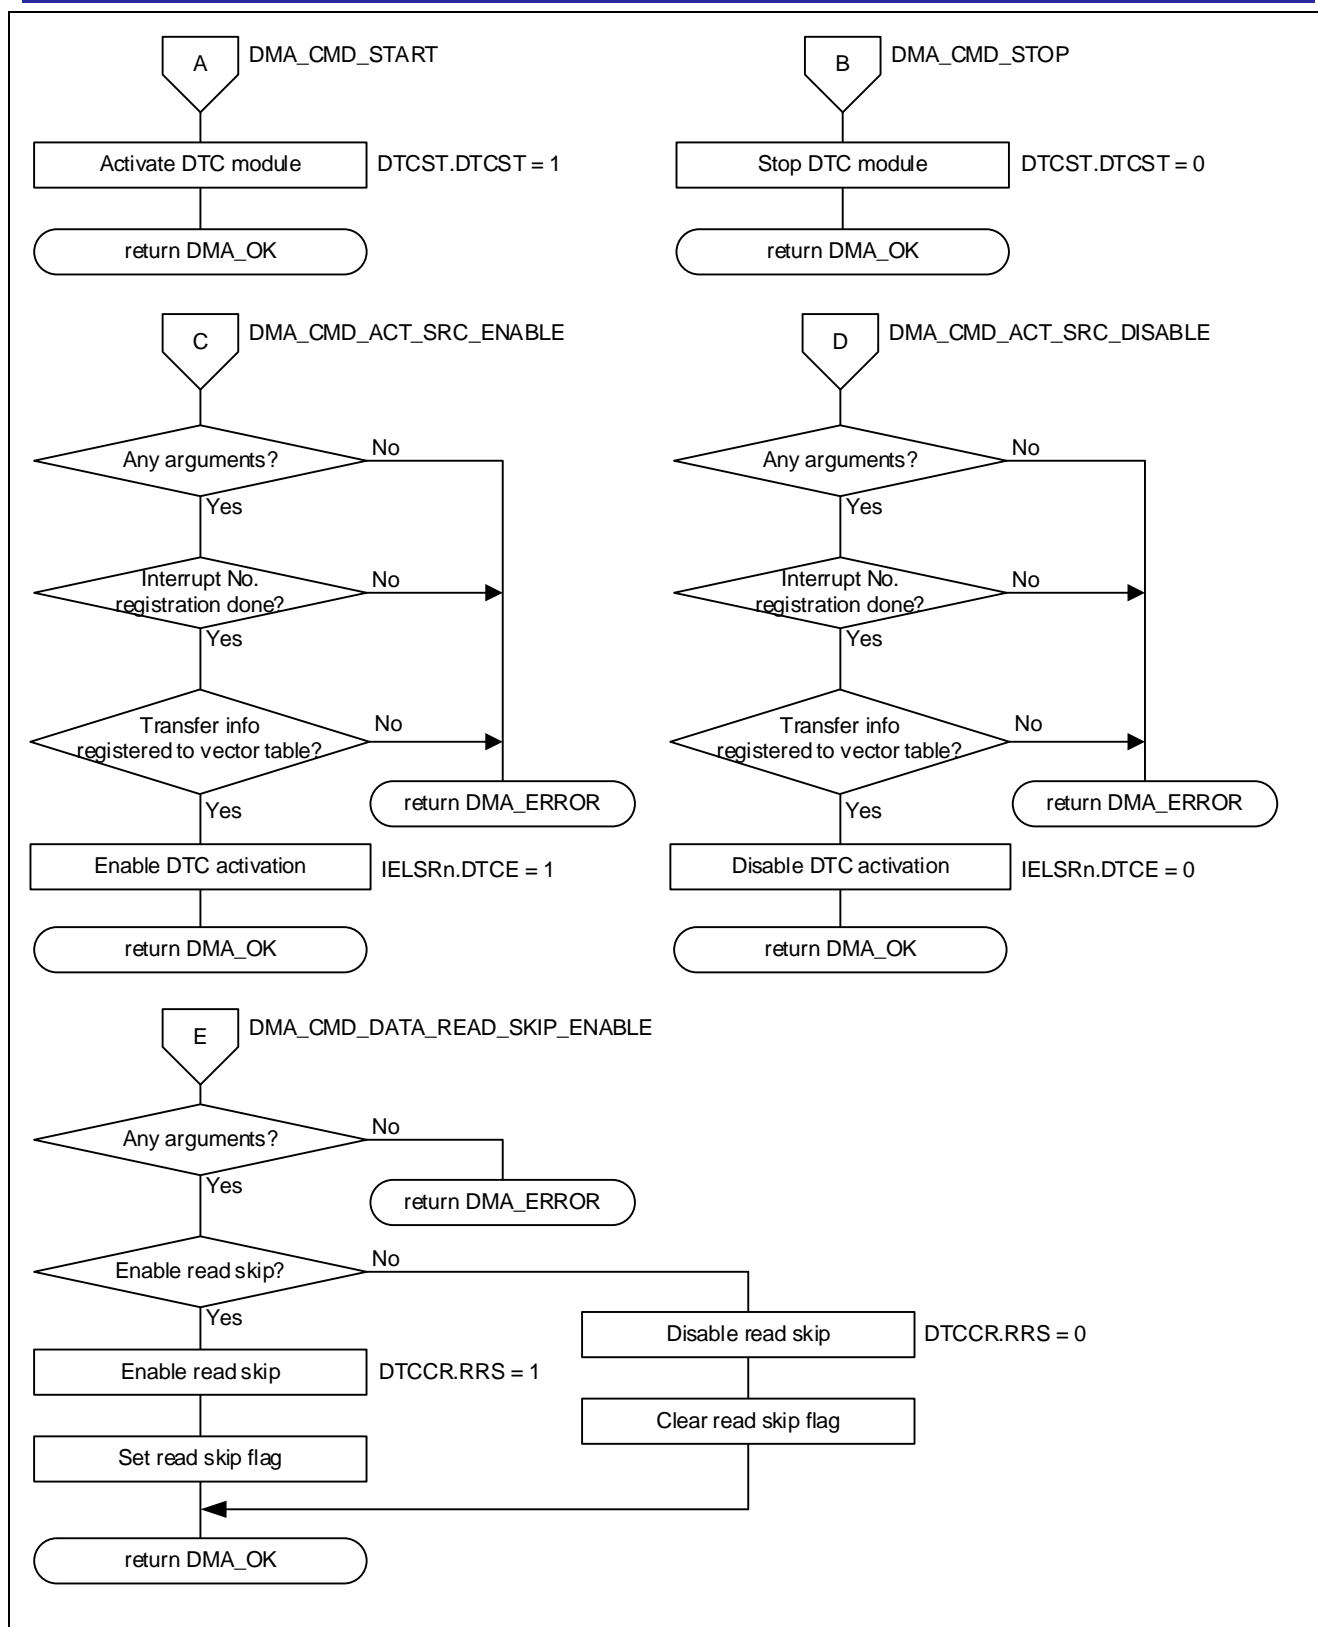 A
DMA_CMD_START
Activate DTC module
DTCST.DTCST = 1
return DMA_OK
B
DMA_CMD_STOP
Stop DTC module
DTCST.DTCST = 0
return DMA_OK
C
DMA_CMD_ACT_SRC_ENABLE
Any arguments?
No
Yes
Interrupt No.
registration done?
No
Yes
Transfer info
registered to vector table?
No
return DMA_ERROR
Yes
Enable DTC activation
IELSRn.DTCE = 1
return DMA_OK
D
DMA_CMD_ACT_SRC_DISABLE
Any arguments?
No
Yes
Interrupt No.
registration done?
No
Yes
Transfer info
registered to vector table?
No
return DMA_ERROR
Yes
Disable DTC activation
IELSRn.DTCE = 0
return DMA_OK
E
DMA_CMD_DATA_READ_SKIP_ENABLE
Any arguments?
No
return DMA_ERROR
Yes
Enable read skip?
No
Yes
Disable read skip
DTCCR.RRS = 0
Enable read skip
DTCCR.RRS = 1
Clear read skip flag
Set read skip flag
return DMA_OK